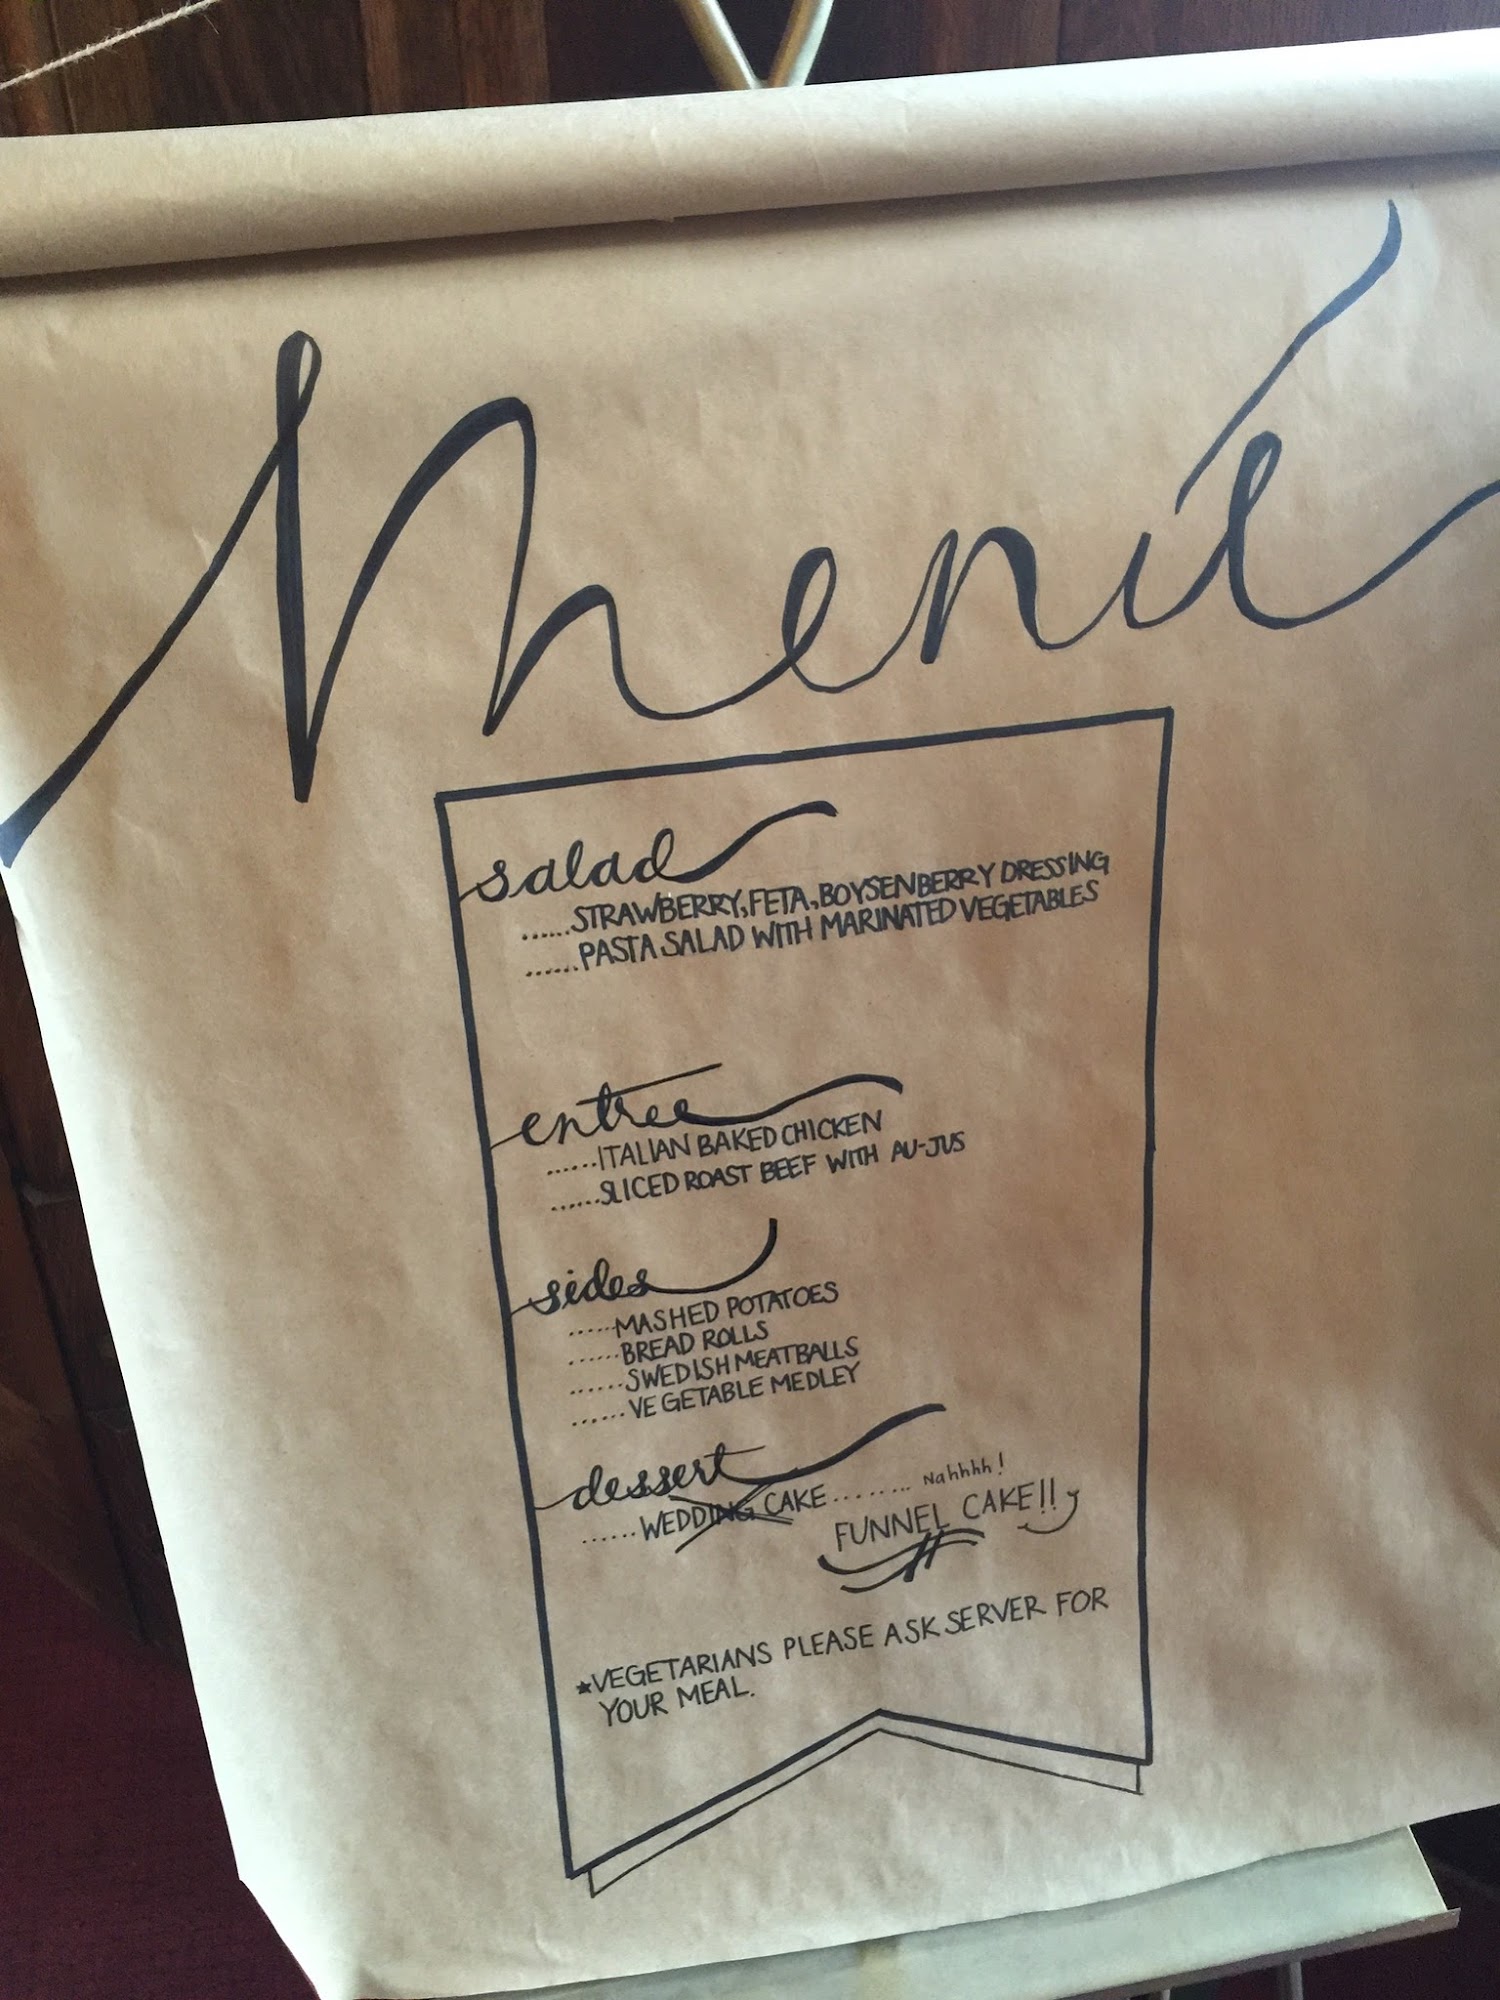 Menu
salad
......STRAWBERRY, FETA, BOYSENBERRY DRESSING
......PASTA SALAD WITH MARINATED VEGETABLES
entree
......ITALIAN BAKED CHICKEN
......SLICED ROAST BEEF WITH AU-JUS
sides
......MASHED POTATOES
......BREAD ROLLS
......SWEDISH MEATBALLS
......VEGETABLE MEDLEY
dessert
......WEDDING CAKE........ Nahhhh!
FUNNEL CAKE!!
*VEGETARIANS PLEASE ASK SERVER FOR
YOUR MEAL.